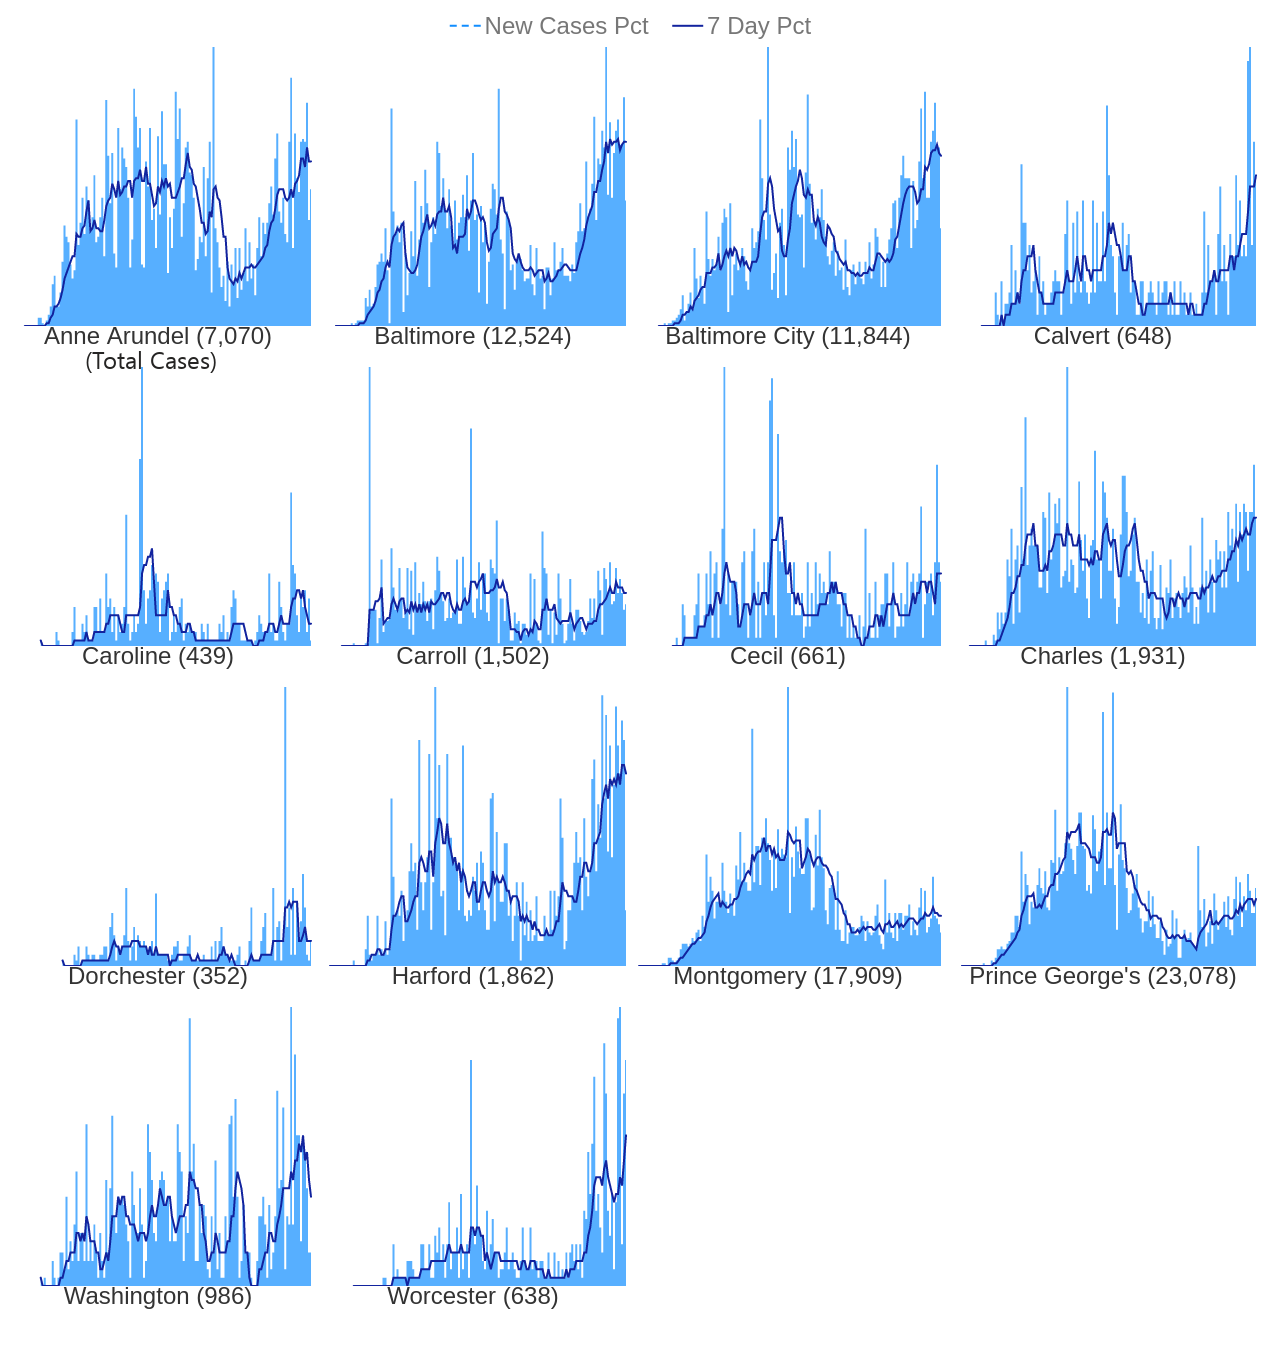 New Cases Pct 7 Day Pct
Anne Arundel (7,070) Baltimore (12,524) Baltimore City (11,844) Calvert (648)
(Total Cases)
Caroline (439) Carroll (1,502) Cecil (661) Charles (1,931)
Dorchester (352) Harford (1,862) Montgomery (17,909) Prince George's (23,078)
Washington (986) Worcester (638)